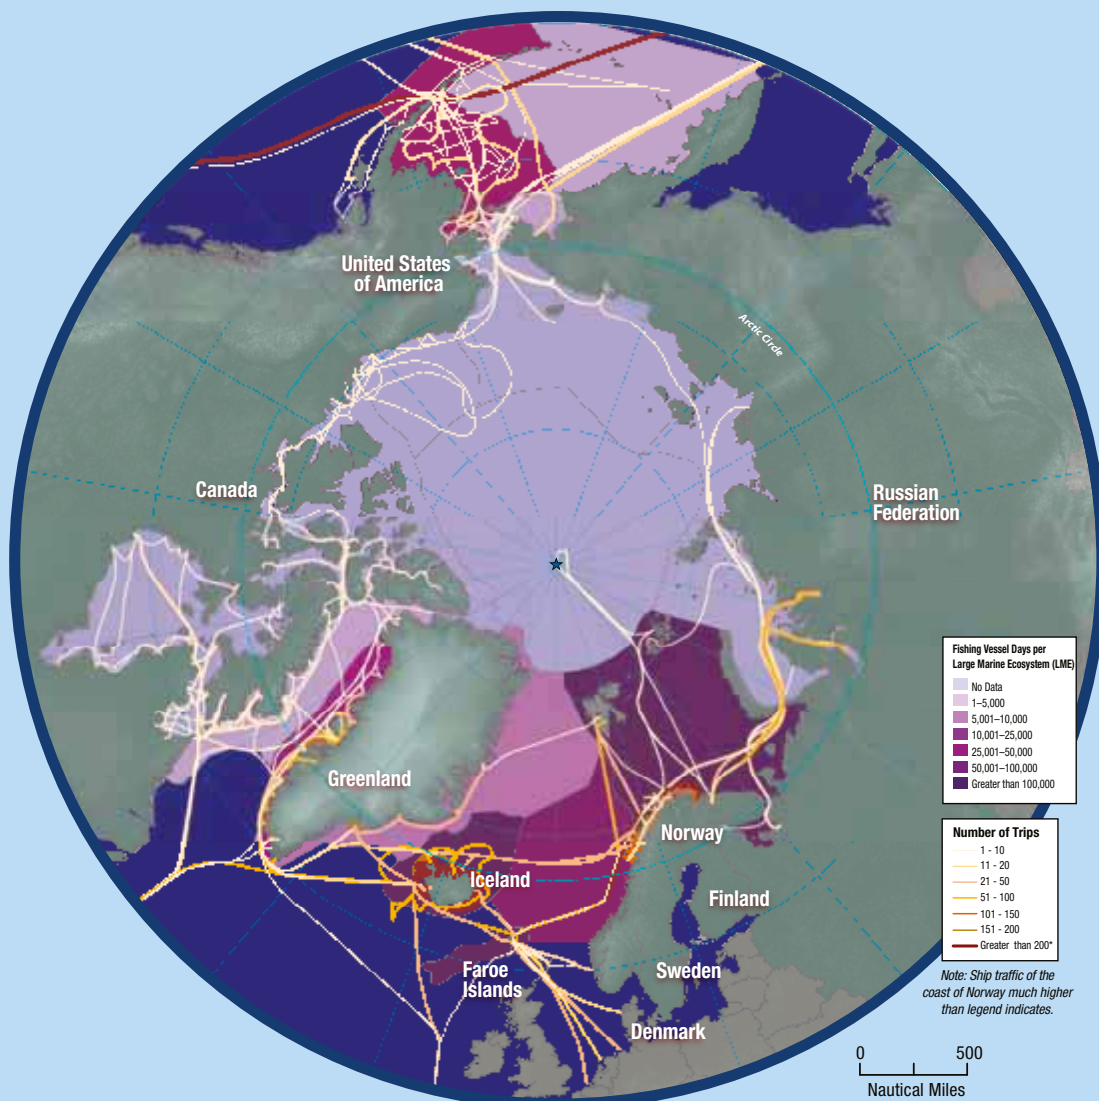 United States
of America
Arctic Circle
Canada
Russian
Federation
Greenland
Norway
Iceland
Finland
Faroe
Islands
Sweden
Denmark
Fishing Vessel Days per
Large Marine Ecosystem (LME)
No Data
1–5,000
5,001–10,000
10,001–25,000
25,001–50,000
50,001–100,000
Greater than 100,000
Number of Trips
1 - 10
11 - 20
21 - 50
51 - 100
101 - 150
151 - 200
Greater than 200*
Note: Ship traffic of the
coast of Norway much higher
than legend indicates.
0 500
Nautical Miles